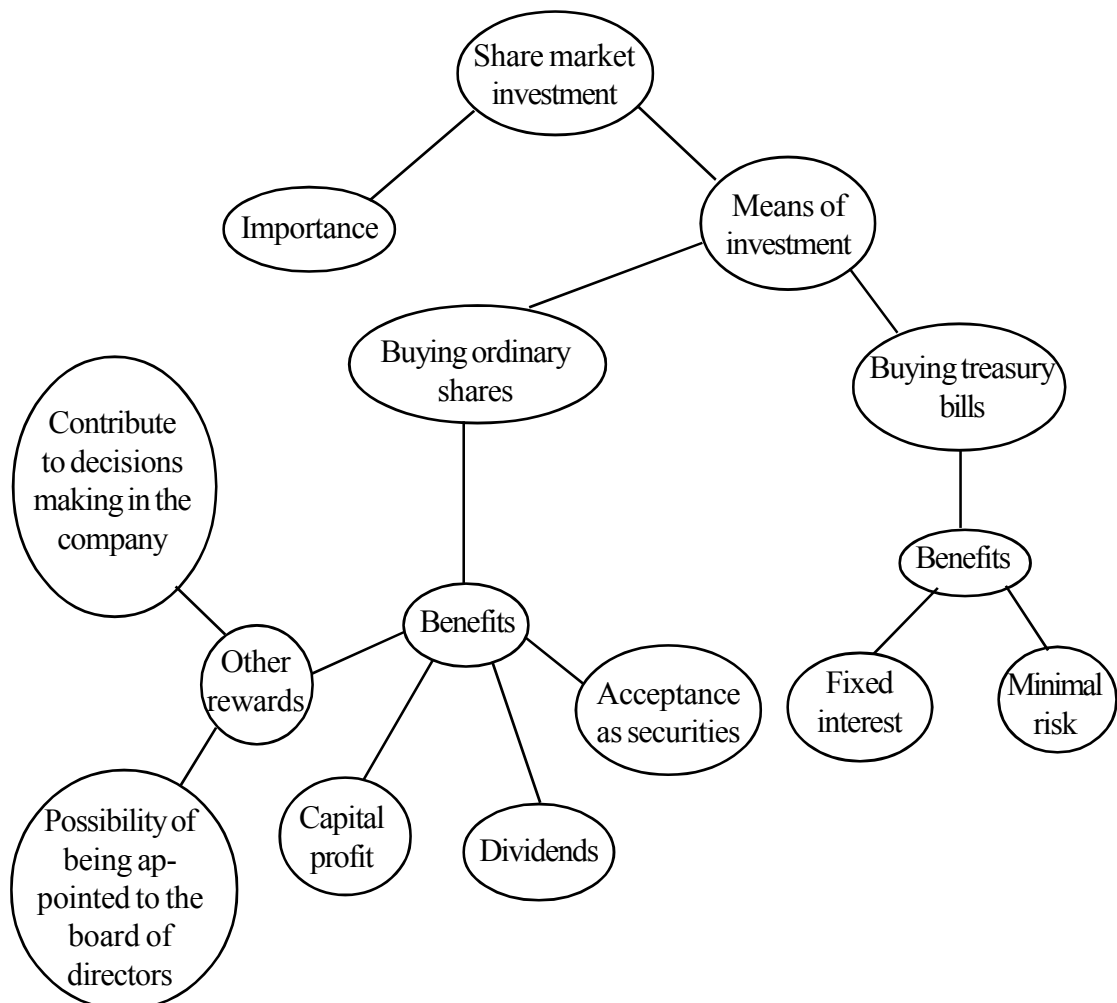 Share market
investment
Importance
Means of
investment
Buying ordinary
shares
Buying treasury
bills
Contribute
to decisions
making in the
company
Benefits
Benefits
Other
rewards
Acceptance
as securities
Fixed
interest
Minimal
risk
Capital
profit
Dividends
Possibility of
being ap-
pointed to the
board of
directors